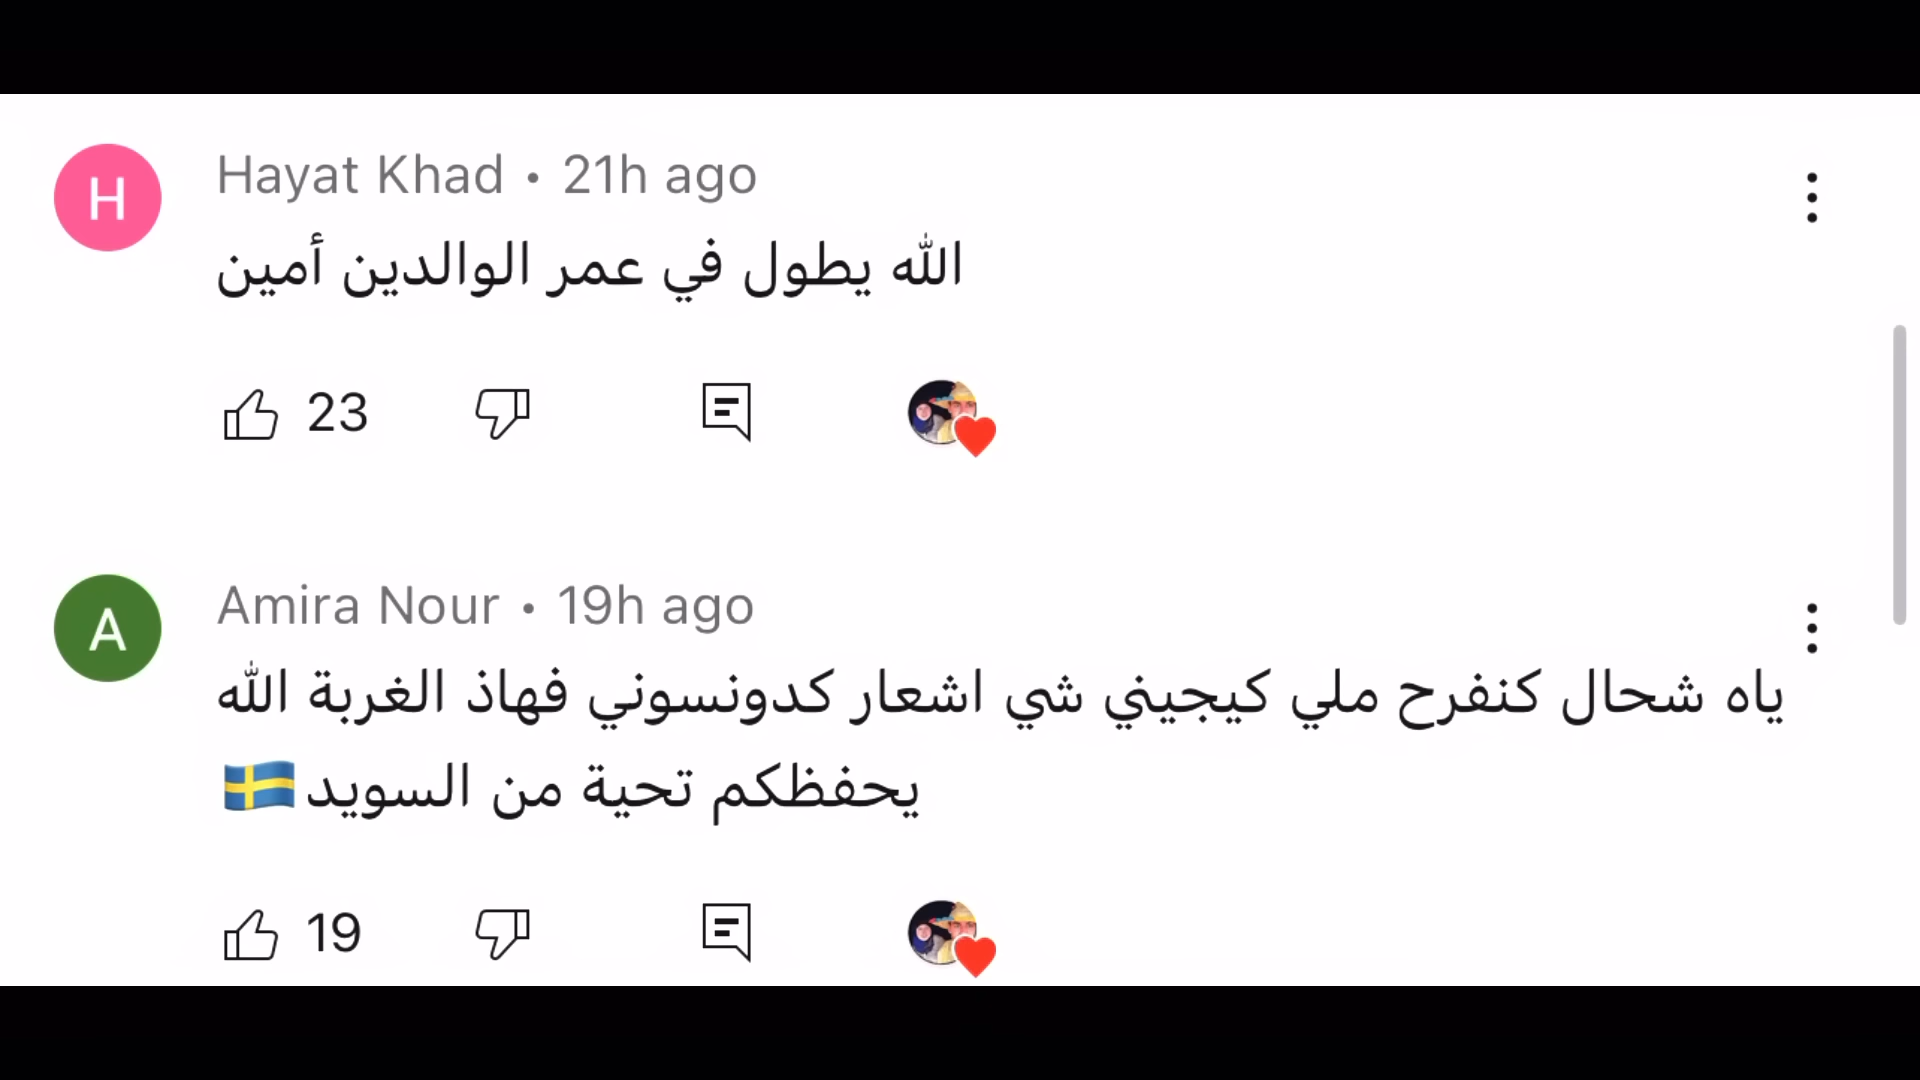 Hayat Khad • 21h ago
الله يطول في عمر الوالدين أمين
23
Amira Nour • 19h ago
ياه شحال كنفرح ملي كيجيني شي اشعار كدونسوني فهاذ الغربة الله
يحفظكم تحية من السويد🇸🇪
19